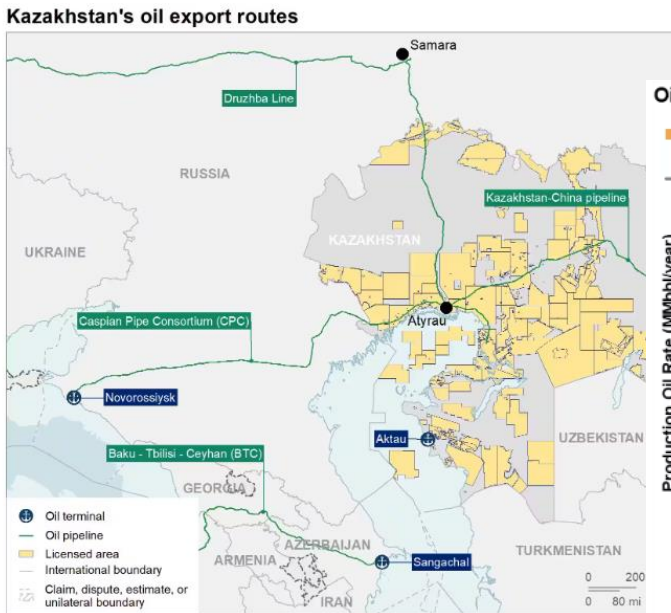 Kazakhstan's oil export routes
Samara
Druzhba Line
Oi
RUSSIA
Kazakhstan-China pipeline
KAZAKHSTAN
UKRAINE
Atyrau
Caspian Pipe Consortium (CPC)
Novorossiysk
Aktau
UZBEKISTAN
Production Oil Rate (MMbbl/year)
Baku - Tbilisi - Ceyhan (BTC)
GEORGIA
Oil terminal
Oil pipeline
Licensed area
International boundary
Claim, dispute, estimate, or
unilateral boundary
AZERBAIJAN
ARMENIA
Sangachal
TURKMENISTAN
IRAN
0 200
0 80 mi